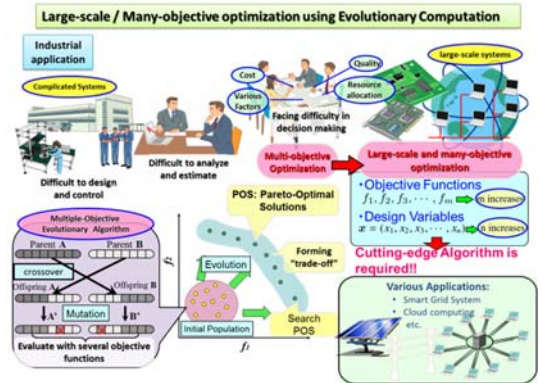 Large-scale / Many-objective optimization using Evolutionary Computation
Industrial
application
Complicated Systems
Difficult to design
and control
Difficult to analyze
and estimate
Cost
Quality
Various
Factors
Resource
allocation
Facing difficulty in
decision making
large-scale systems
Multi-objective
Optimization
Large-scale and many-objective
optimization
・Objective Functions
f₁, f₂, f₃, ···, fₘ
m increases
・Design Variables
x = (x₁, x₂, x₃, ···, xₙ)
n increases
Cutting-edge Algorithm is
required!!
Multiple-Objective
Evolutionary Algorithm
Parent A
Parent B
crossover
Offspring A
Offspring B
Mutation
A'
B'
Evaluate with several objective
functions
POS: Pareto-Optimal
Solutions
Forming
"trade-off"
Evolution
Initial Population
Search
POS
f₂
f₁
Various Applications:
• Smart Grid System
• Cloud computing
etc.